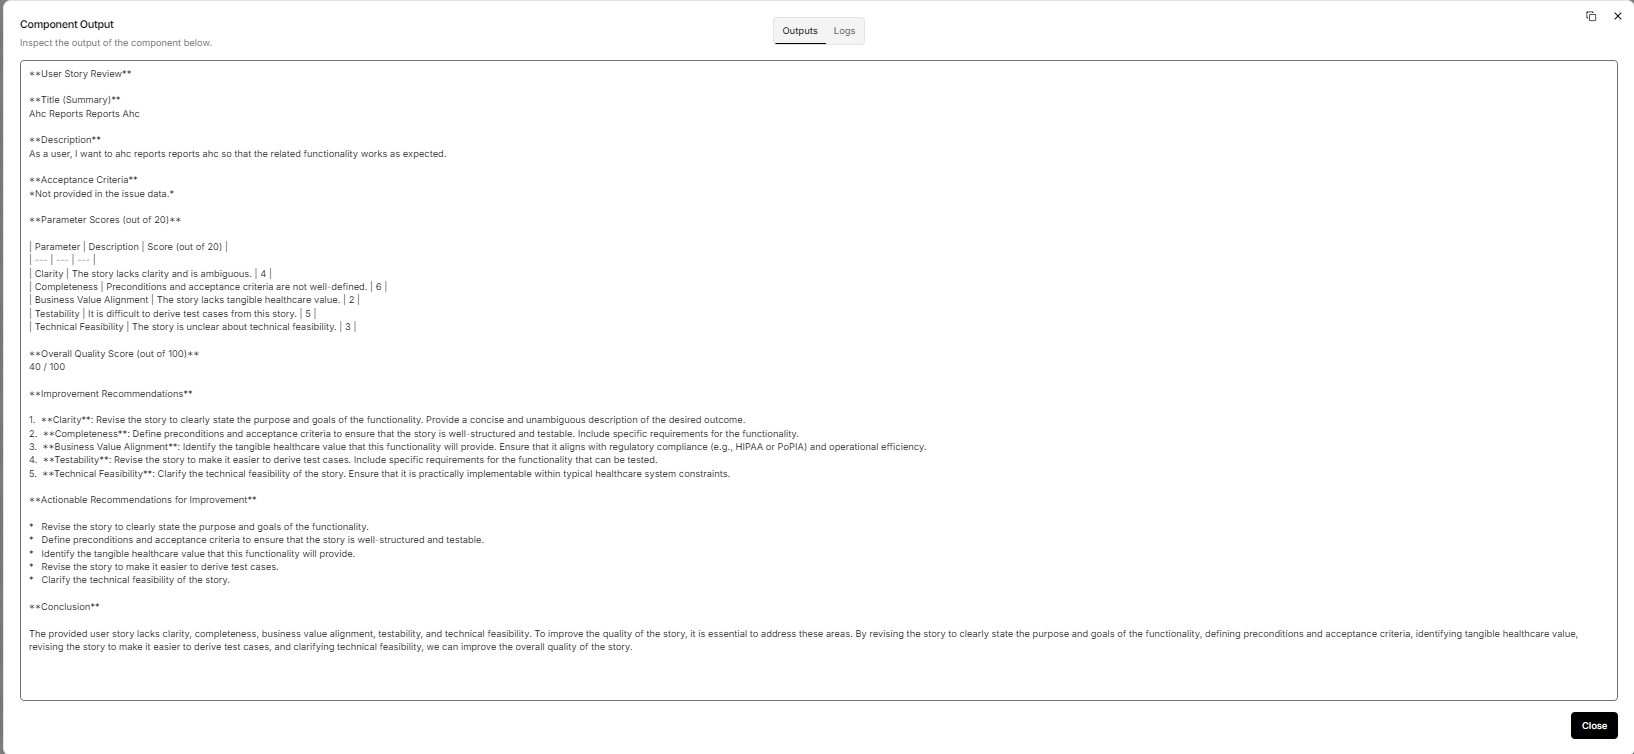 Component Output
Inspect the output of the component below.
Outputs
Logs
**User Story Review**
**Title (Summary)**
Ahc Reports Reports Ahc
**Description**
As a user, I want to ahc reports reports ahc so that the related functionality works as expected.
**Acceptance Criteria**
*Not provided in the issue data.*
**Parameter Scores (out of 20)**
| Parameter | Description | Score (out of 20) |
| --- | --- | --- |
| Clarity | The story lacks clarity and is ambiguous. | 4 |
| Completeness | Preconditions and acceptance criteria are not well-defined. | 6 |
| Business Value Alignment | The story lacks tangible healthcare value. | 2 |
| Testability | It is difficult to derive test cases from this story. | 5 |
| Technical Feasibility | The story is unclear about technical feasibility. | 3 |
**Overall Quality Score (out of 100)**
40 / 100
**Improvement Recommendations**
1. **Clarity**: Revise the story to clearly state the purpose and goals of the functionality. Provide a concise and unambiguous description of the desired outcome.
2. **Completeness**: Define preconditions and acceptance criteria to ensure that the story is well-structured and testable. Include specific requirements for the functionality.
3. **Business Value Alignment**: Identify the tangible healthcare value that this functionality will provide. Ensure that it aligns with regulatory compliance (e.g., HIPAA or PoPIA) and operational efficiency.
4. **Testability**: Revise the story to make it easier to derive test cases. Include specific requirements for the functionality that can be tested.
5. **Technical Feasibility**: Clarify the technical feasibility of the story. Ensure that it is practically implementable within typical healthcare system constraints.
**Actionable Recommendations for Improvement**
* Revise the story to clearly state the purpose and goals of the functionality.
* Define preconditions and acceptance criteria to ensure that the story is well-structured and testable.
* Identify the tangible healthcare value that this functionality will provide.
* Revise the story to make it easier to derive test cases.
* Clarify the technical feasibility of the story.
**Conclusion**
The provided user story lacks clarity, completeness, business value alignment, testability, and technical feasibility. To improve the quality of the story, it is essential to address these areas. By revising the story to clearly state the purpose and goals of the functionality, defining preconditions and acceptance criteria, identifying tangible healthcare value,
revising the story to make it easier to derive test cases, and clarifying technical feasibility, we can improve the overall quality of the story.
Close